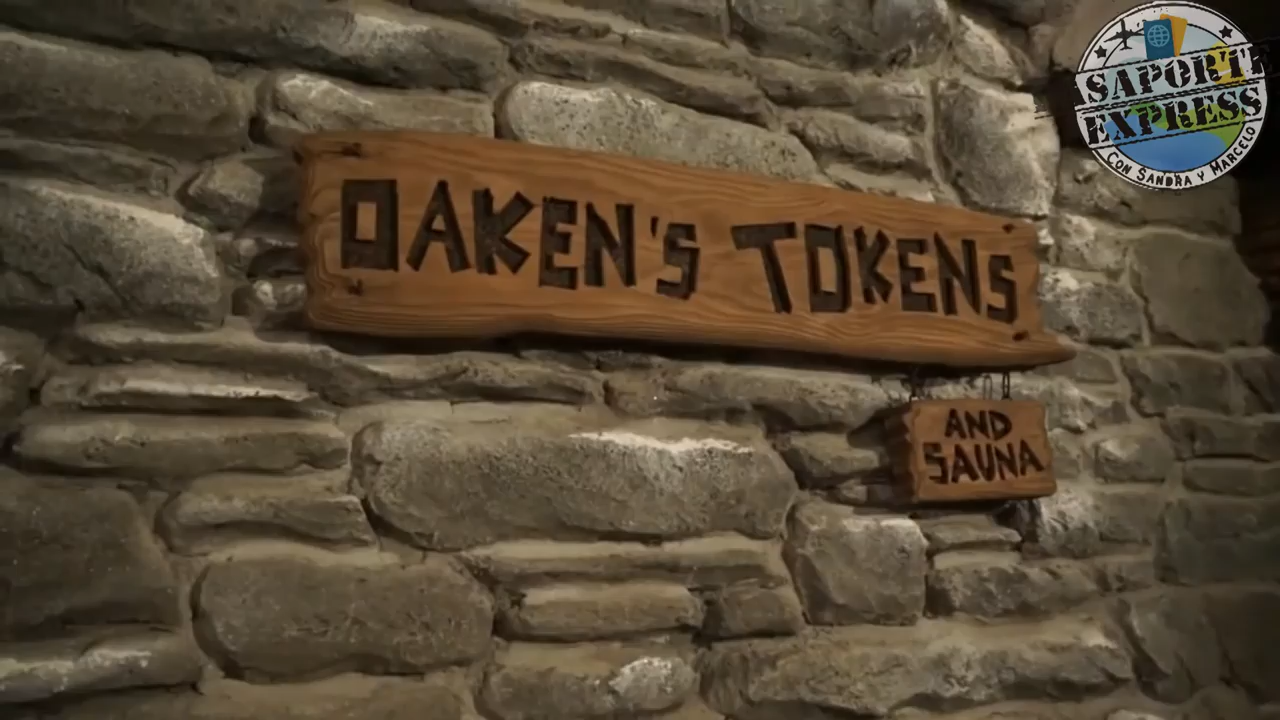 OAKEN'S TOKENS
AND
SAUNA
SAPORTE
EXPRESS
CON SANDRA Y MARCELO